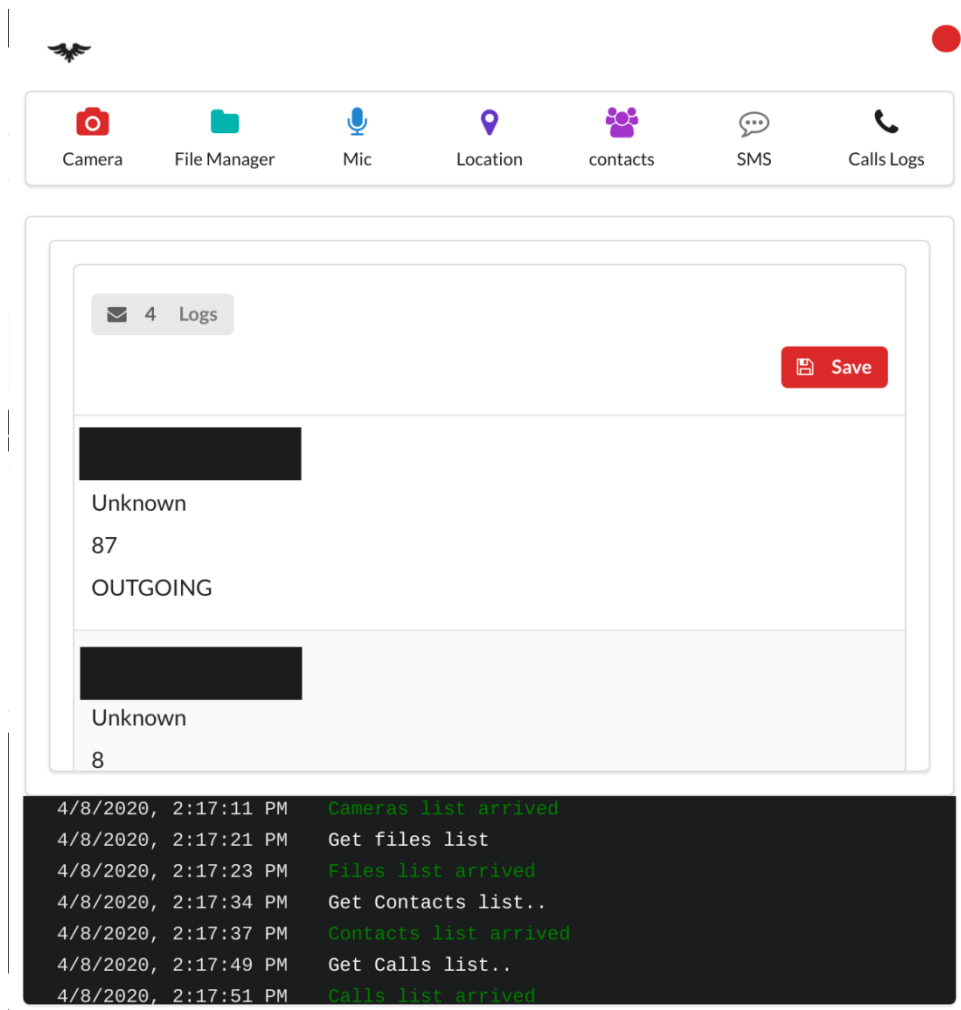 Camera File Manager Mic Location contacts SMS Calls Logs
4 Logs
Save
Unknown
87
OUTGOING
Unknown
8
4/8/2020, 2:17:11 PM Cameras list arrived
4/8/2020, 2:17:21 PM Get files list
4/8/2020, 2:17:23 PM Files list arrived
4/8/2020, 2:17:34 PM Get Contacts list..
4/8/2020, 2:17:37 PM Contacts list arrived
4/8/2020, 2:17:49 PM Get Calls list..
4/8/2020, 2:17:51 PM Calls list arrived